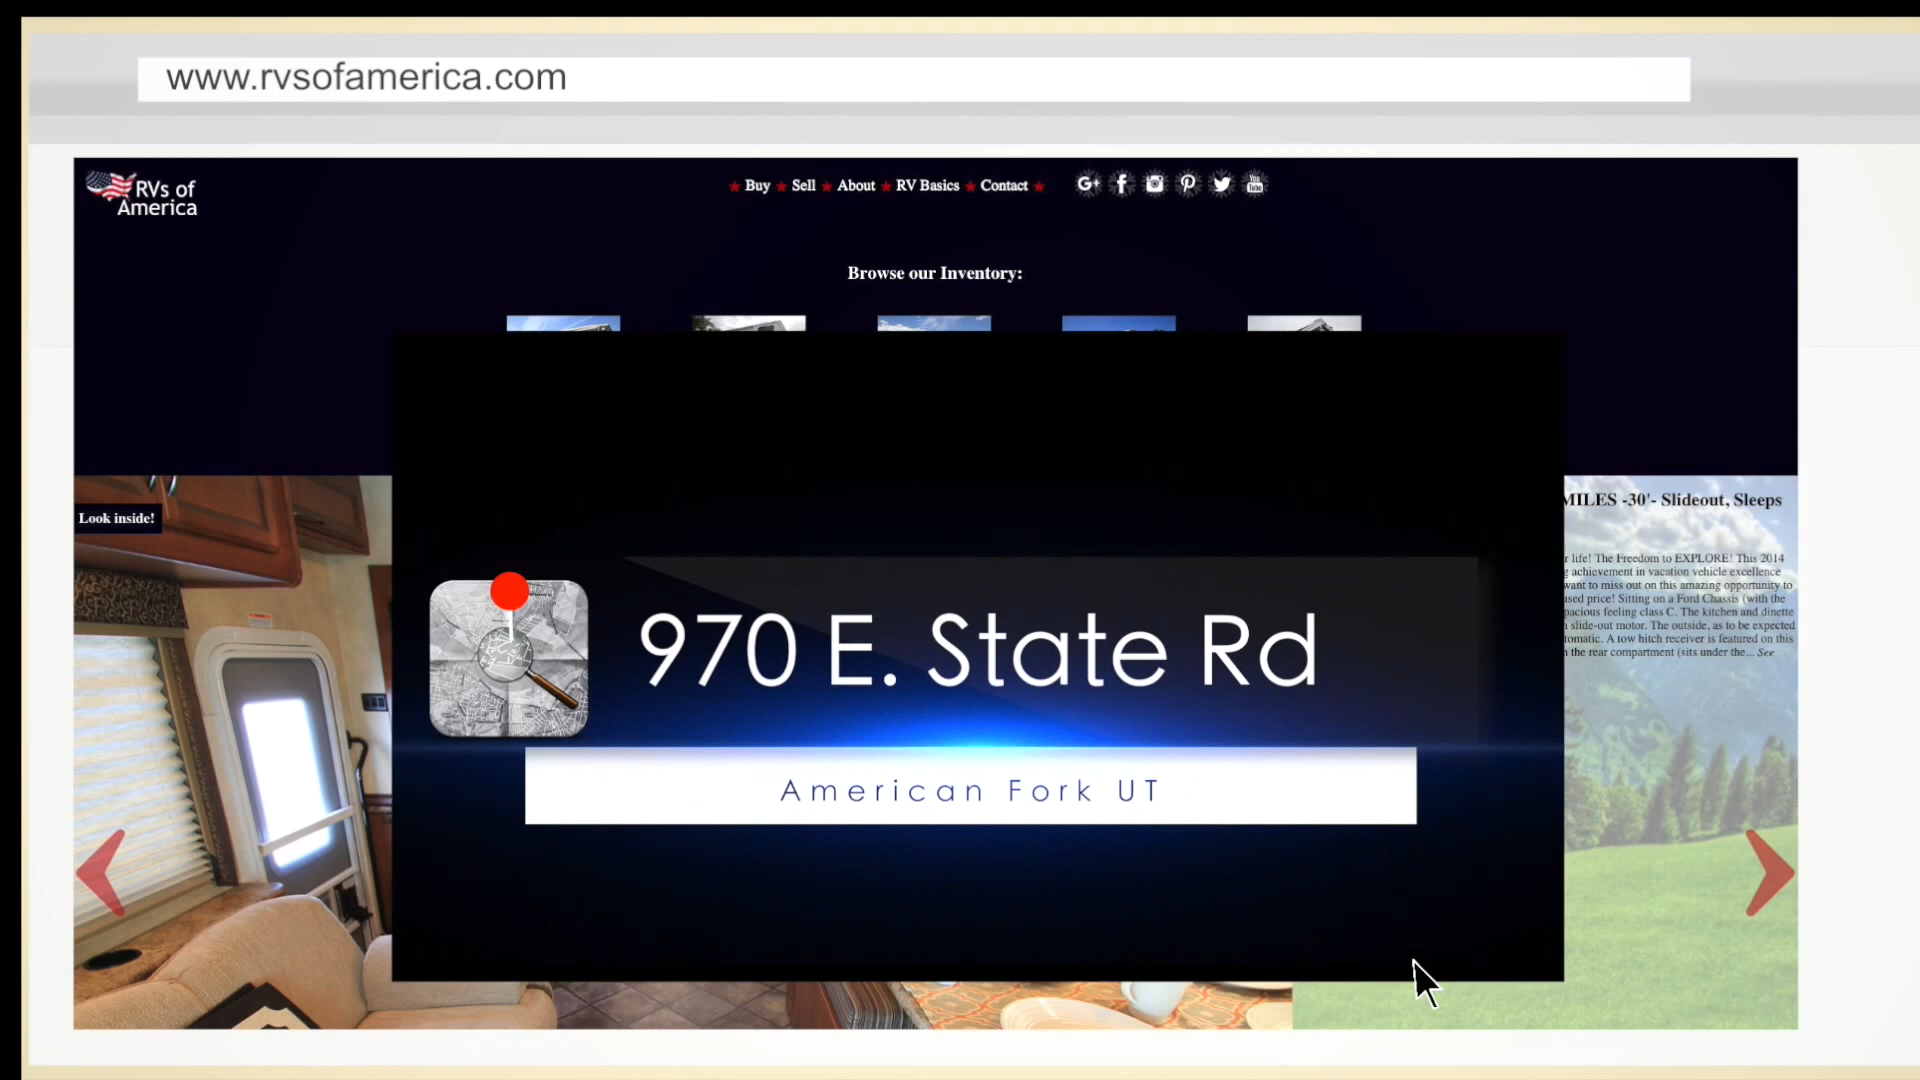 www.rvsofamerica.com
RVs of
America
Buy Sell About RV Basics Contact
G+ f You Tube
Browse our Inventory:
Look inside!
MILES -30'- Slideout, Sleeps
r life! The Freedom to EXPLORE! This 2014
g achievement in vacation vehicle excellence
want to miss out on this amazing opportunity to
used price! Sitting on a Ford Chassis (with the
pacious feeling class C. The kitchen and dinette
slide-out motor. The outside, as to be expected
tomatic. A tow hitch receiver is featured on this
the rear compartment (sits under the... See
970 E. State Rd
American Fork UT